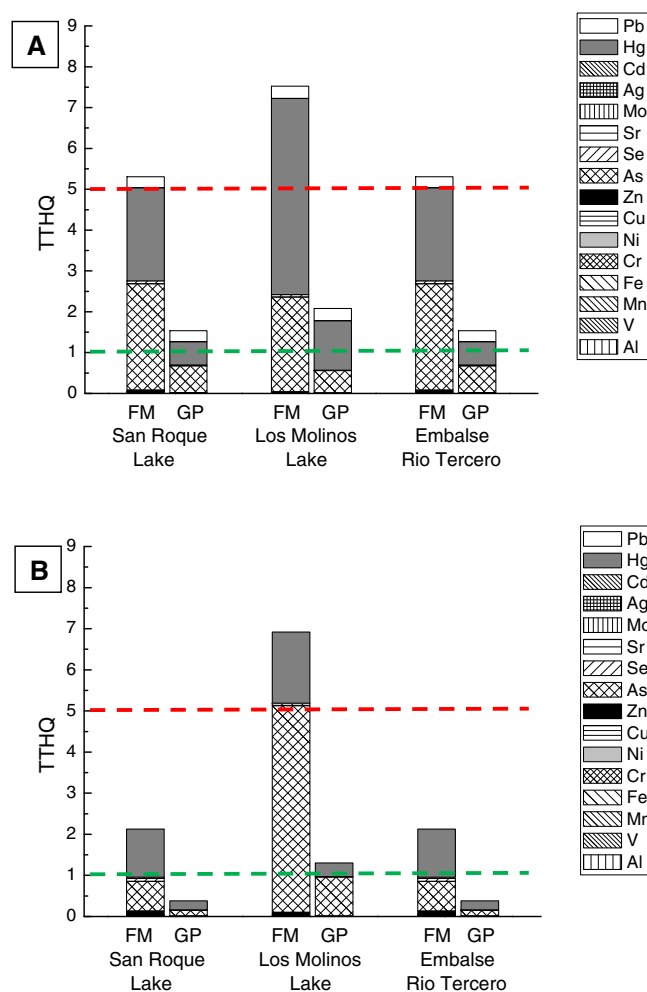 A
9
8
7
6
5
4
3
2
1
0
TTHQ
FM GP FM GP FM GP
San Roque Los Molinos Embalse
Lake Lake Rio Tercero
Pb
Hg
Cd
Ag
Mo
Sr
Se
As
Zn
Cu
Ni
Cr
Fe
Mn
V
Al
B
9
8
7
6
5
4
3
2
1
0
TTHQ
FM GP FM GP FM GP
San Roque Los Molinos Embalse
Lake Lake Rio Tercero
Pb
Hg
Cd
Ag
Mo
Sr
Se
As
Zn
Cu
Ni
Cr
Fe
Mn
V
Al